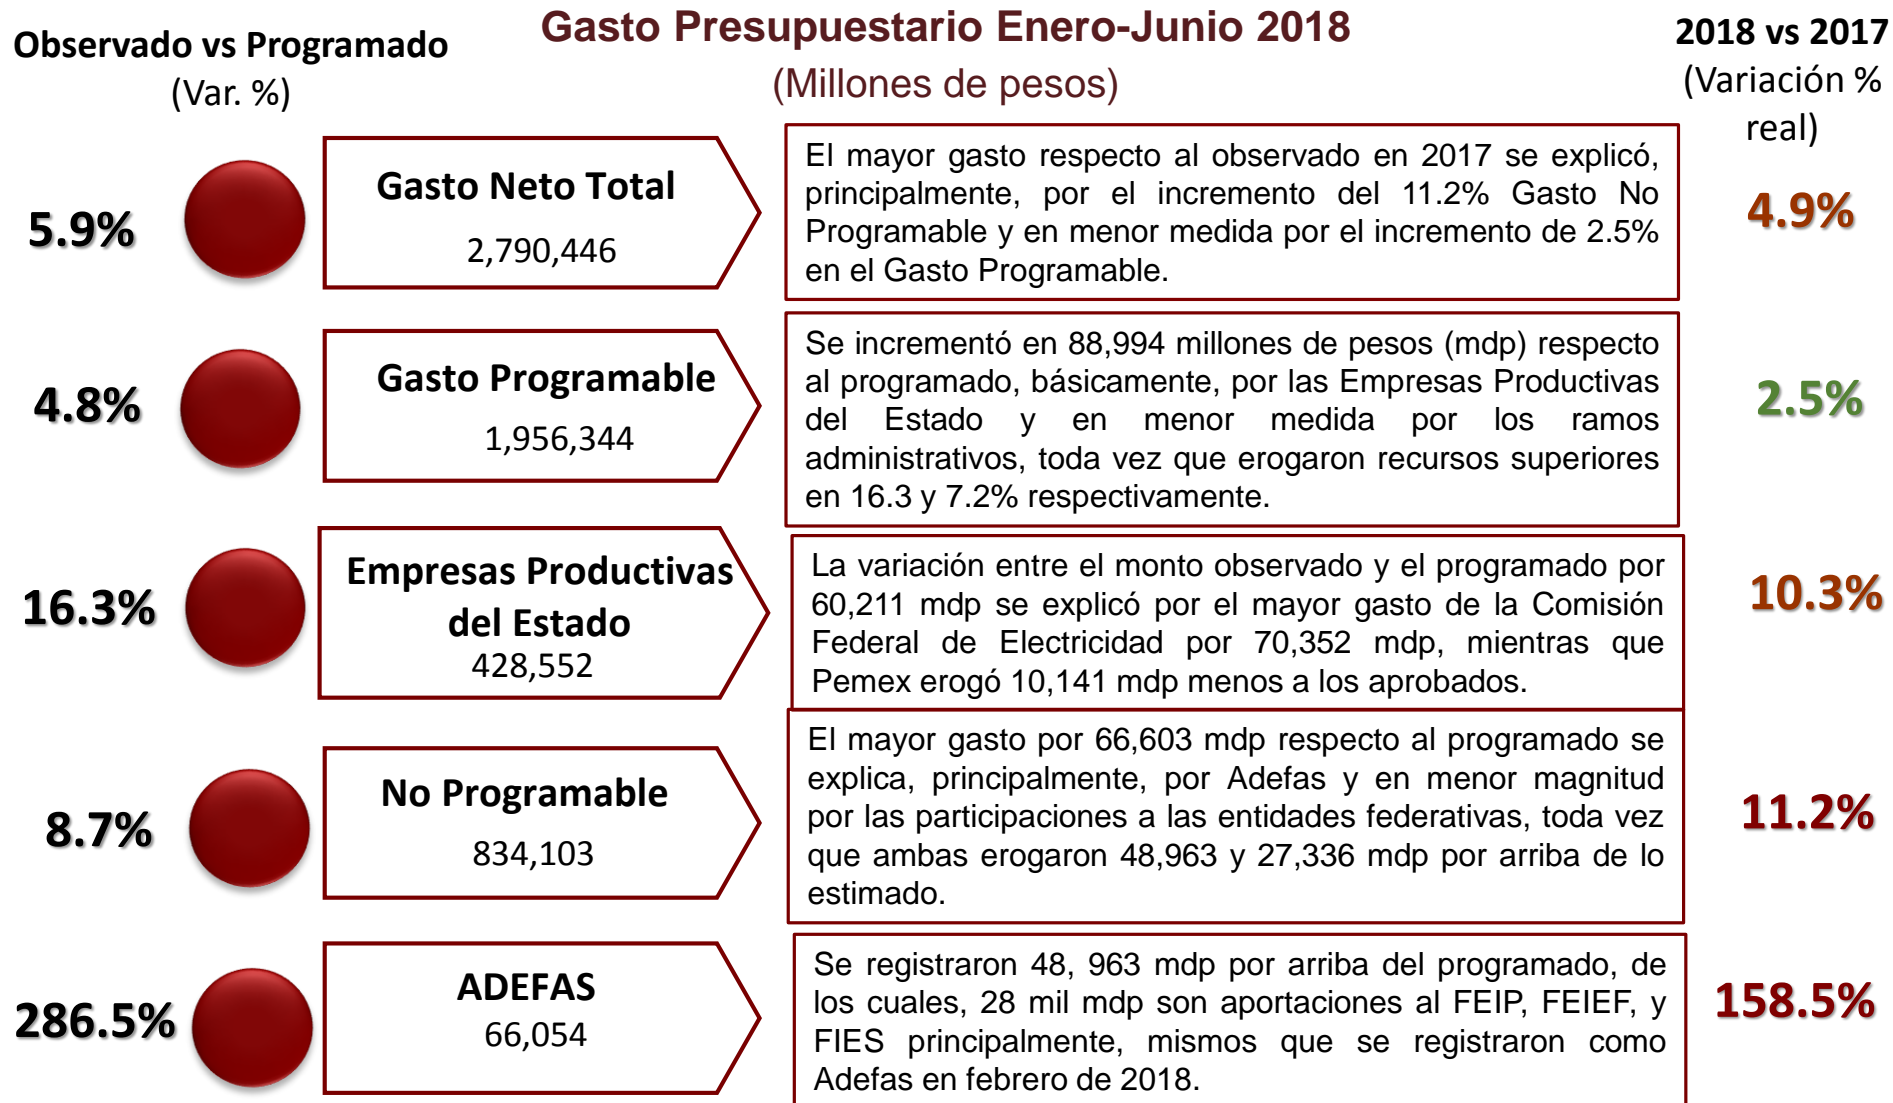 Gasto Presupuestario Enero-Junio 2018
(Millones de pesos)
Observado vs Programado
(Var. %)
2018 vs 2017
(Variación %
real)
5.9%
Gasto Neto Total
2,790,446
El mayor gasto respecto al observado en 2017 se explicó,
principalmente, por el incremento del 11.2% Gasto No
Programable y en menor medida por el incremento de 2.5%
en el Gasto Programable.
4.9%
4.8%
Gasto Programable
1,956,344
Se incrementó en 88,994 millones de pesos (mdp) respecto
al programado, básicamente, por las Empresas Productivas
del Estado y en menor medida por los ramos
administrativos, toda vez que erogaron recursos superiores
en 16.3 y 7.2% respectivamente.
2.5%
16.3%
Empresas Productivas
del Estado
428,552
La variación entre el monto observado y el programado por
60,211 mdp se explicó por el mayor gasto de la Comisión
Federal de Electricidad por 70,352 mdp, mientras que
Pemex erogó 10,141 mdp menos a los aprobados.
10.3%
8.7%
No Programable
834,103
El mayor gasto por 66,603 mdp respecto al programado se
explica, principalmente, por Adefas y en menor magnitud
por las participaciones a las entidades federativas, toda vez
que ambas erogaron 48,963 y 27,336 mdp por arriba de lo
estimado.
11.2%
286.5%
ADEFAS
66,054
Se registraron 48, 963 mdp por arriba del programado, de
los cuales, 28 mil mdp son aportaciones al FEIP, FEIEF, y
FIES principalmente, mismos que se registraron como
Adefas en febrero de 2018.
158.5%